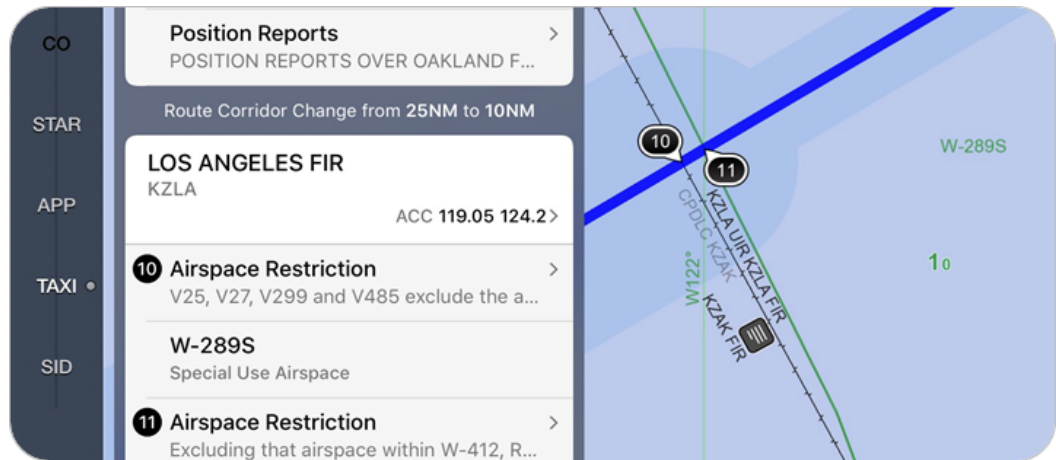 CO
STAR
APP
TAXI
SID
Position Reports
POSITION REPORTS OVER OAKLAND F...
Route Corridor Change from 25NM to 10NM
LOS ANGELES FIR
KZLA
ACC 119.05 124.2
10 Airspace Restriction
V25, V27, V299 and V485 exclude the a...
W-289S
Special Use Airspace
11 Airspace Restriction
Excluding that airspace within W-412, R...
10
11
W-289S
10
W122°
CPDLC KZAK
KZLA UIR KZLA FIR
KZAK FIR